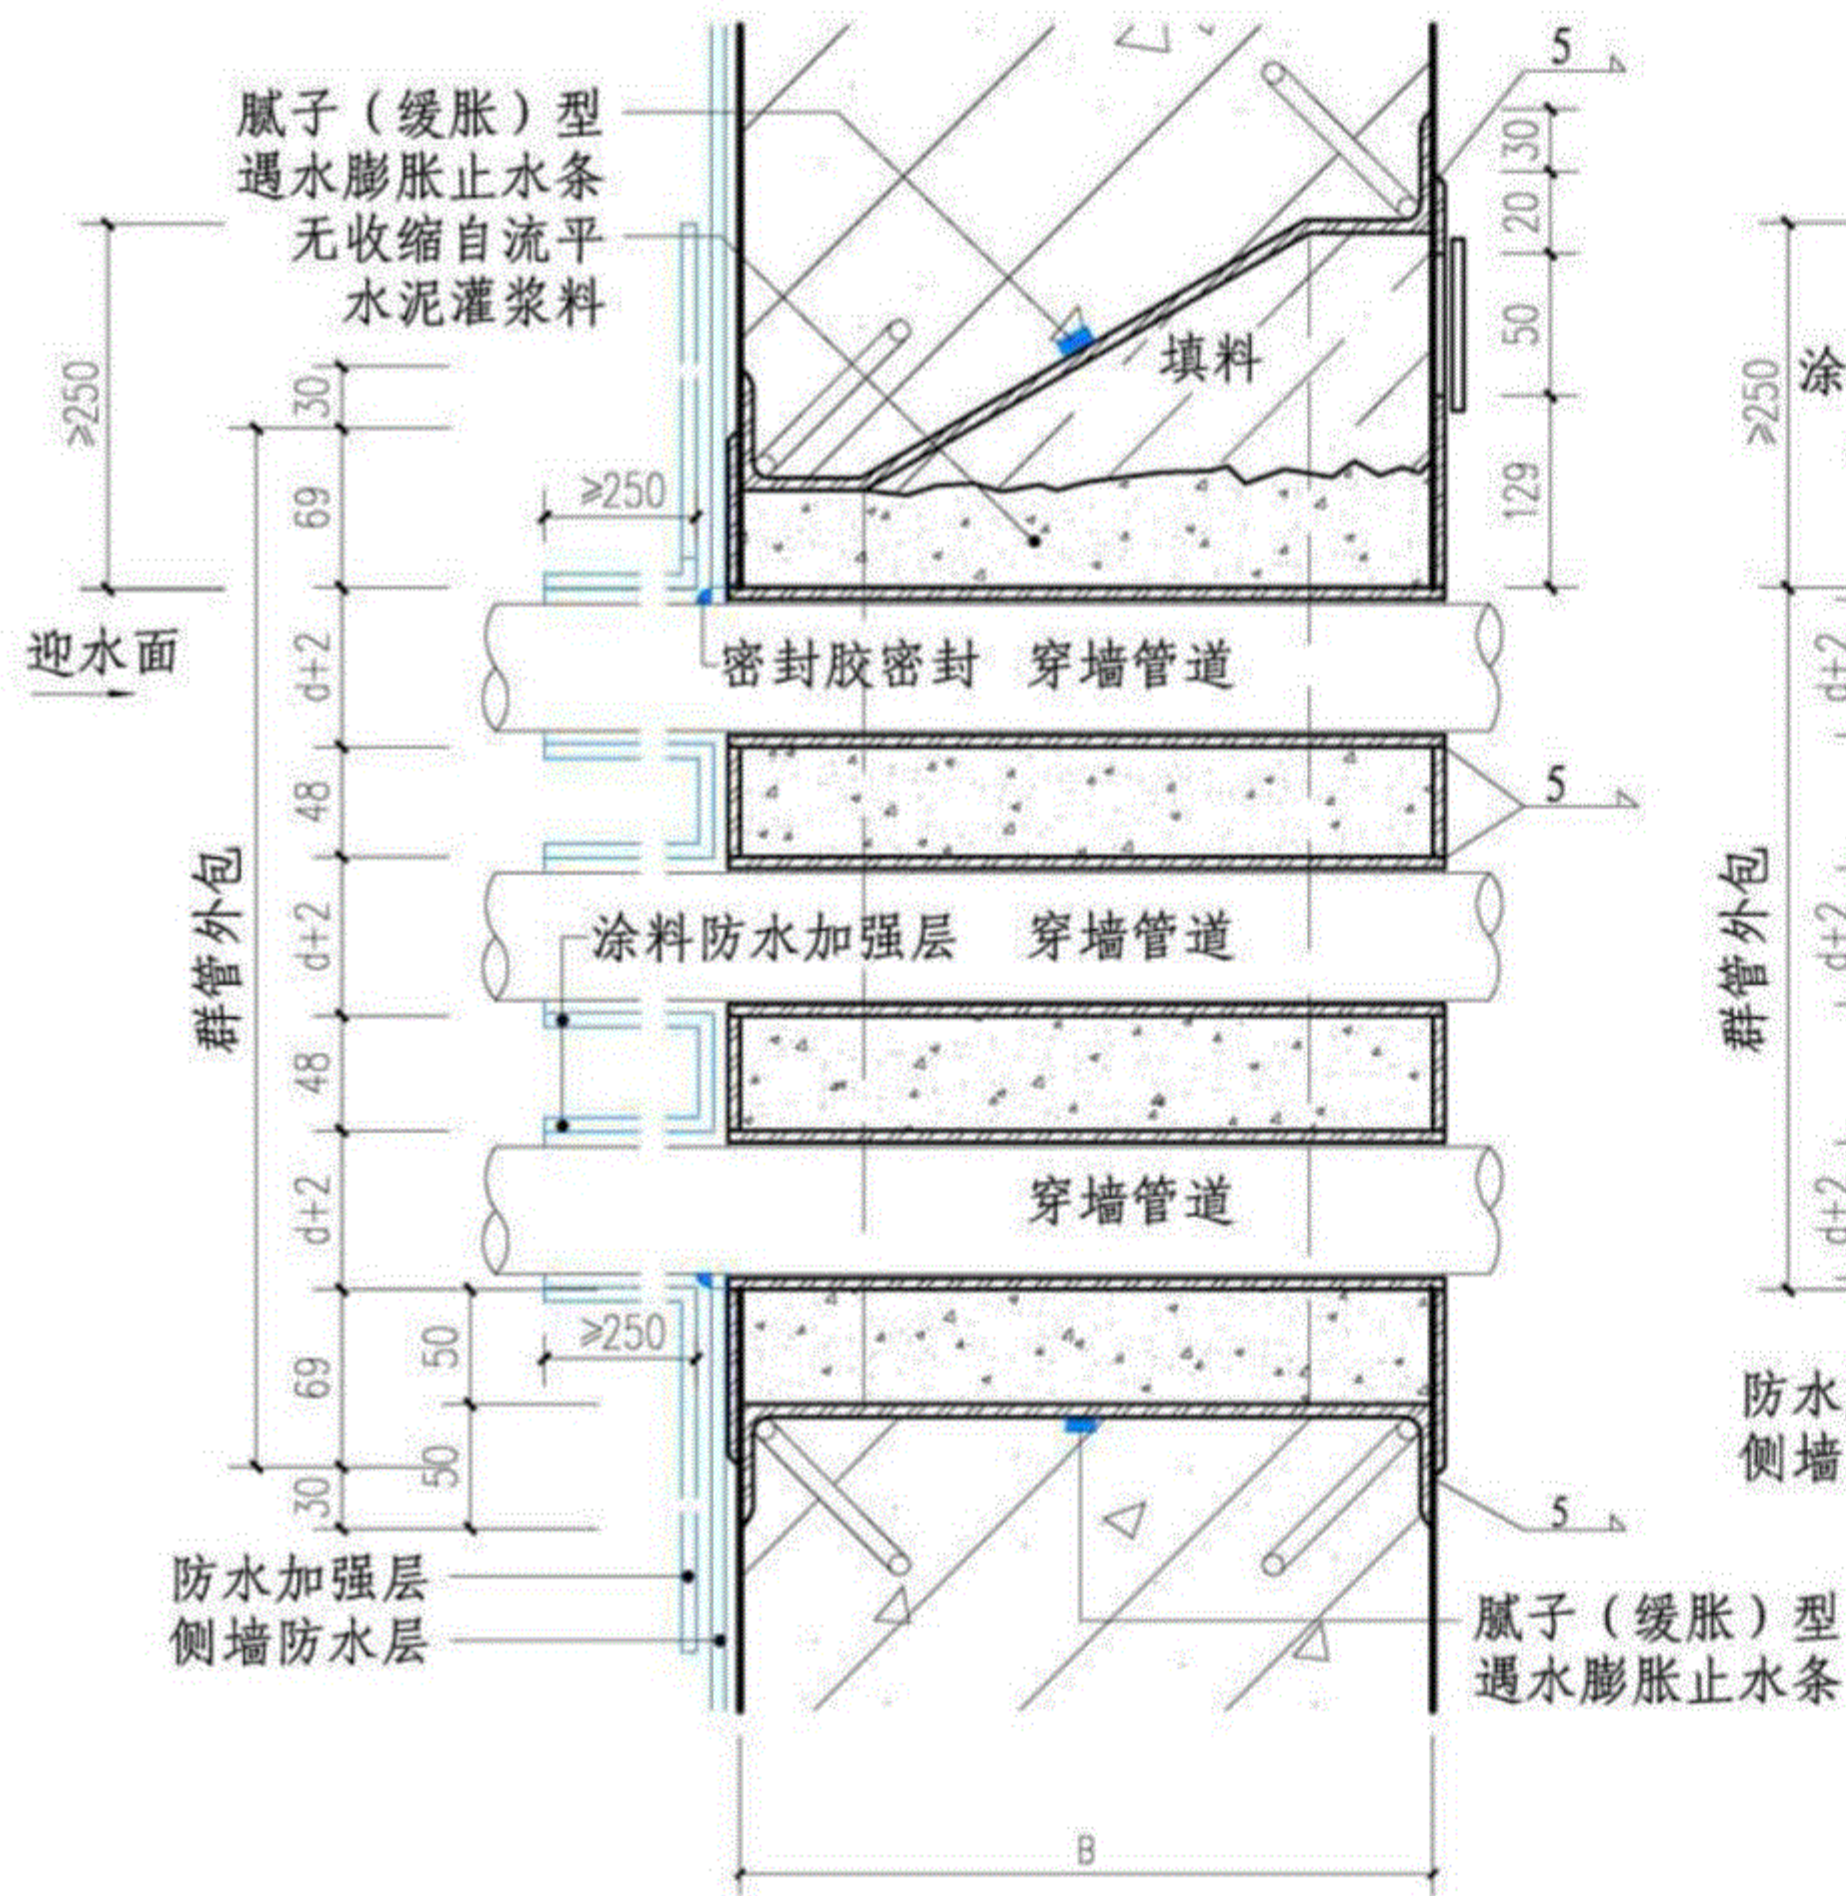 5
腻子（缓胀）型
遇水膨胀止水条
无收缩自流平
水泥灌浆料
30
20
50
129
≥250
30
69
≥250
填料
≥250
涂
迎水面
d+2
密封胶密封
穿墙管道
d+2
48
5
群管外包
d+2
涂料防水加强层
穿墙管道
群管外包
d+2
48
d+2
穿墙管道
d+2
69
50
≥250
50
30
5
防水
侧墙
防水加强层
侧墙防水层
腻子（缓胀）型
遇水膨胀止水条
B